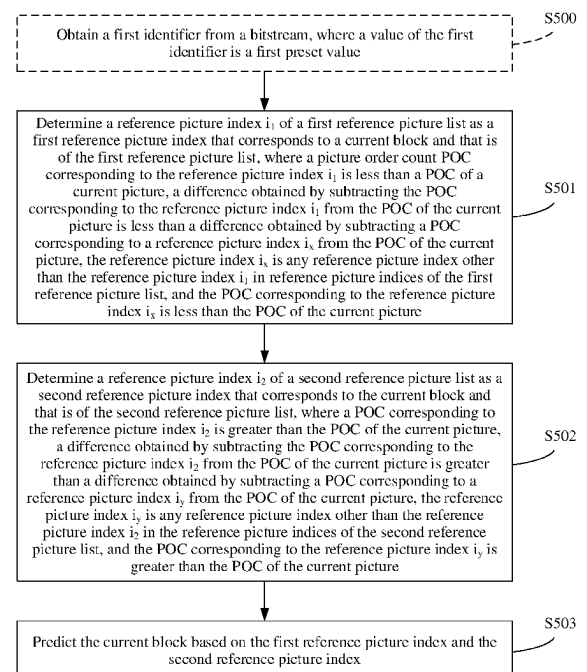 S500
Obtain a first identifier from a bitstream, where a value of the first
identifier is a first preset value
Determine a reference picture index i₁ of a first reference picture list as a
first reference picture index that corresponds to a current block and that is
of the first reference picture list, where a picture order count POC
corresponding to the reference picture index i₁ is less than a POC of a
current picture, a difference obtained by subtracting the POC
corresponding to the reference picture index i₁ from the POC of the current
picture is less than a difference obtained by subtracting a POC
corresponding to a reference picture index iₓ from the POC of the current
picture, the reference picture index iₓ is any reference picture index other
than the reference picture index i₁ in reference picture indices of the first
reference picture list, and the POC corresponding to the reference picture
index iₓ is less than the POC of the current picture
S501
Determine a reference picture index i₂ of a second reference picture list as a
second reference picture index that corresponds to the current block and
that is of the second reference picture list, where a POC corresponding to
the reference picture index i₂ is greater than the POC of the current picture,
a difference obtained by subtracting the POC corresponding to the
reference picture index i₂ from the POC of the current picture is greater
than a difference obtained by subtracting a POC corresponding to a
reference picture index i_y from the POC of the current picture, the reference
picture index i_y is any reference picture index other than the reference
picture index i₂ in the reference picture indices of the second reference
picture list, and the POC corresponding to the reference picture index i_y is
greater than the POC of the current picture
S502
Predict the current block based on the first reference picture index and the
second reference picture index
S503